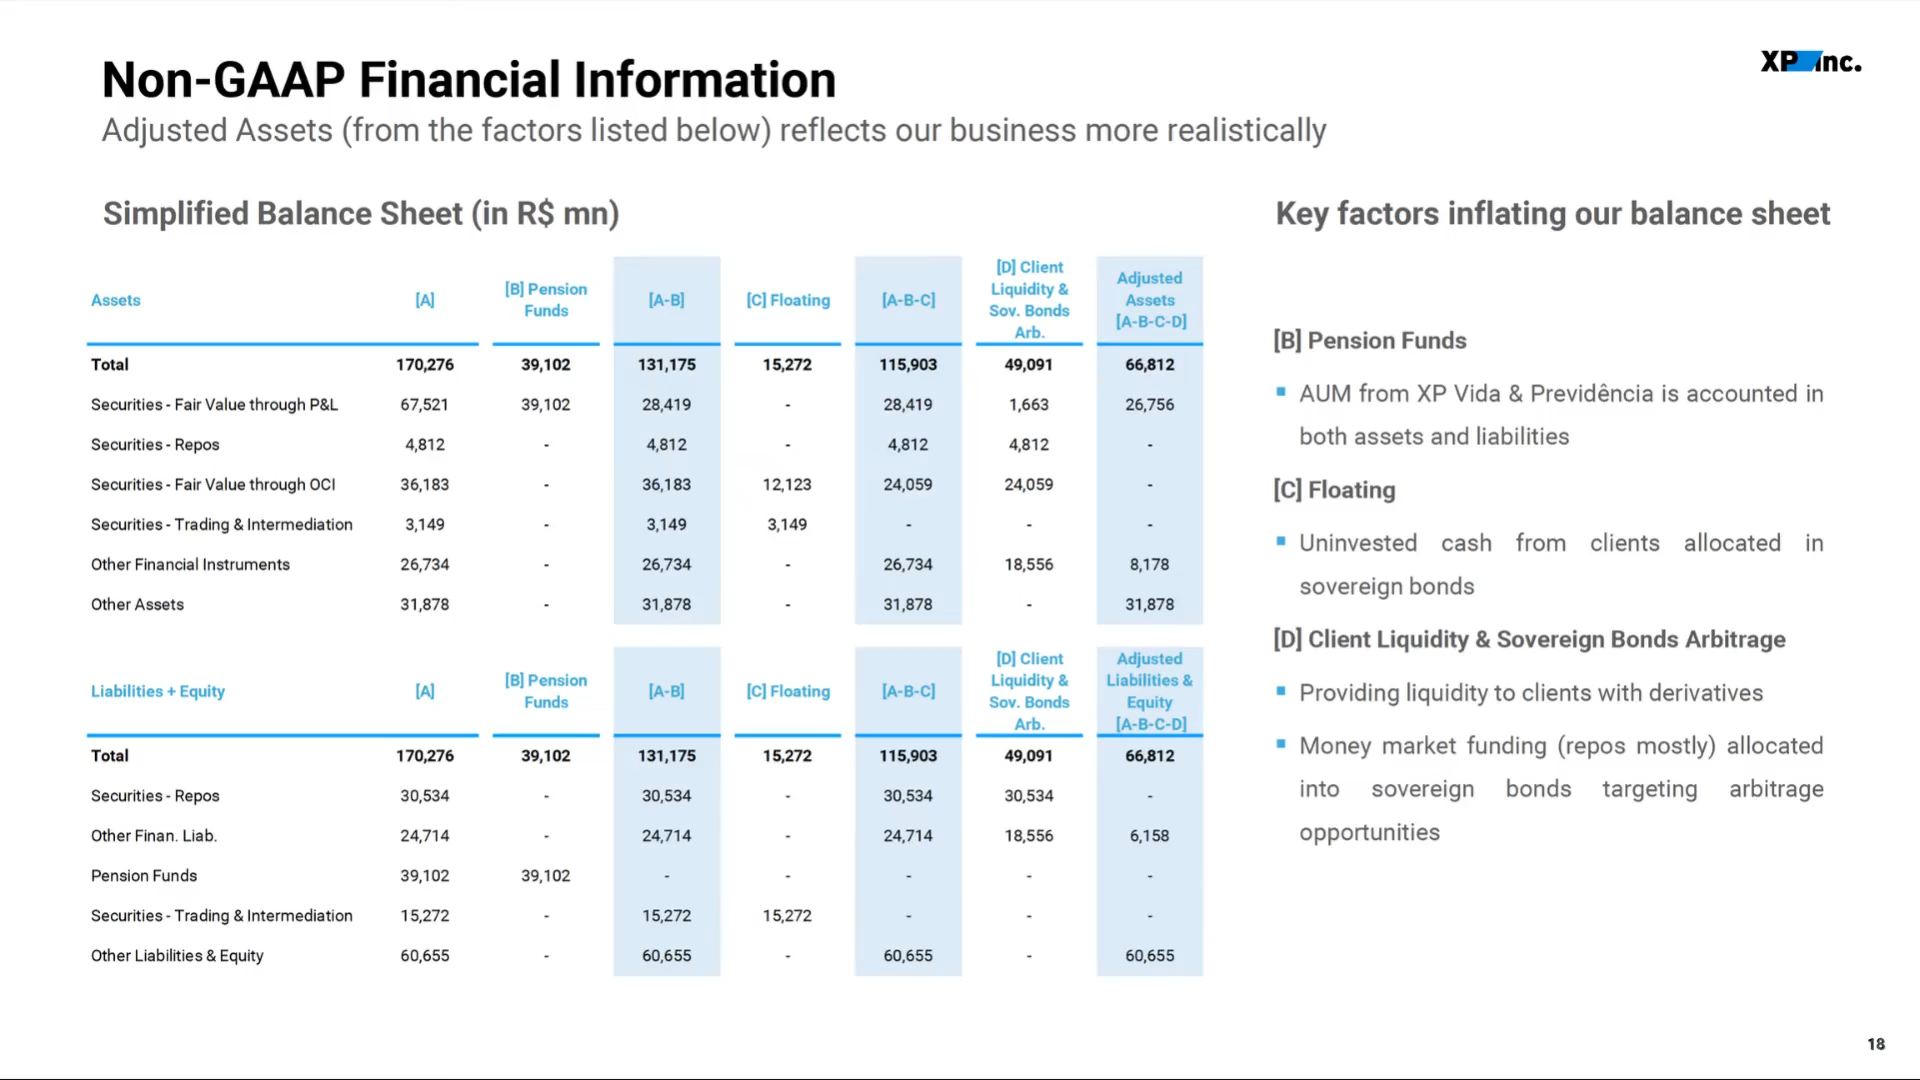 Non-GAAP Financial Information
XP inc.
Adjusted Assets (from the factors listed below) reflects our business more realistically
Simplified Balance Sheet (in R$ mn)
Assets [A] [B] Pension Funds [A-B] [C] Floating [A-B-C] [D] Client Liquidity & Sov. Bonds Arb. Adjusted Assets [A-B-C-D]
Total 170,276 39,102 131,175 15,272 115,903 49,091 66,812
Securities - Fair Value through P&L 67,521 39,102 28,419 - 28,419 1,663 26,756
Securities - Repos 4,812 - 4,812 - 4,812 4,812 -
Securities - Fair Value through OCI 36,183 - 36,183 12,123 24,059 24,059 -
Securities - Trading & Intermediation 3,149 - 3,149 3,149 - - -
Other Financial Instruments 26,734 - 26,734 - 26,734 18,556 8,178
Other Assets 31,878 - 31,878 - 31,878 - 31,878
Liabilities + Equity [A] [B] Pension Funds [A-B] [C] Floating [A-B-C] [D] Client Liquidity & Sov. Bonds Arb. Adjusted Liabilities & Equity [A-B-C-D]
Total 170,276 39,102 131,175 15,272 115,903 49,091 66,812
Securities - Repos 30,534 - 30,534 - 30,534 30,534 -
Other Finan. Liab. 24,714 - 24,714 - 24,714 18,556 6,158
Pension Funds 39,102 39,102 - - - - -
Securities - Trading & Intermediation 15,272 - 15,272 15,272 - - -
Other Liabilities & Equity 60,655 - 60,655 - 60,655 - 60,655
Key factors inflating our balance sheet
[B] Pension Funds
AUM from XP Vida & Previdência is accounted in
both assets and liabilities
[C] Floating
Uninvested cash from clients allocated in
sovereign bonds
[D] Client Liquidity & Sovereign Bonds Arbitrage
Providing liquidity to clients with derivatives
Money market funding (repos mostly) allocated
into sovereign bonds targeting arbitrage
opportunities
18